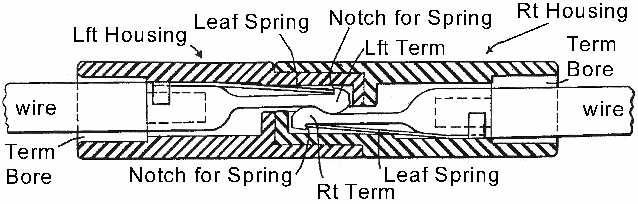 Lft Housing
Leaf Spring
Notch for Spring
Lft Term
Rt Housing
Term
Bore
wire
wire
Term
Bore
Notch for Spring
Rt Term
Leaf Spring